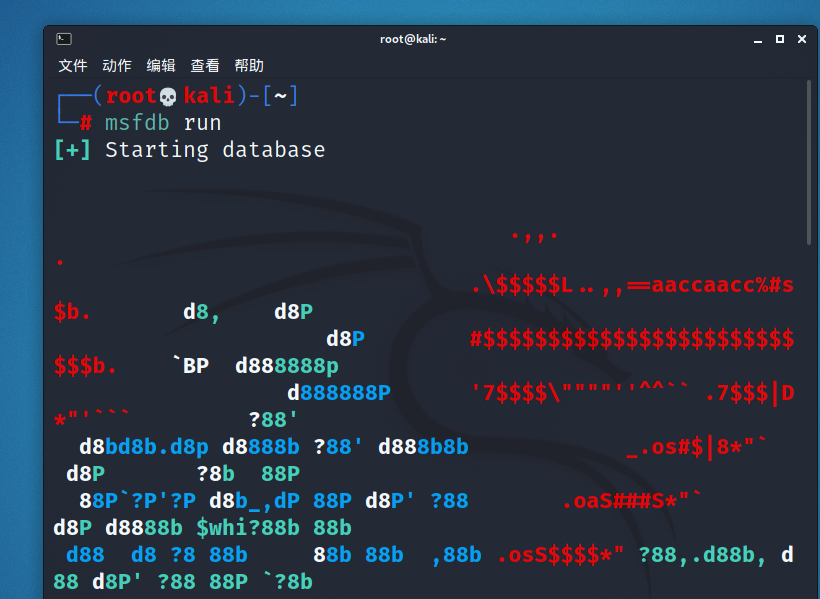 root@kali: ~
文件 动作 编辑 查看 帮助
┌──(root💀kali)-[~]
└─# msfdb run
[+] Starting database
.,,.
.
.\$$$$$L..,,==aaccaacc%#s
$b. d8, d8P
d8P #$$$$$$$$$$$$$$$$$$$$$$$$
$$$b. `BP d888888p
d888888P '7$$$$\""""''^^`` .7$$$|D
*"'``` ?88'
d8bd8b.d8p d8888b ?88' d888b8b _.os#$|8*"`
d8P ?8b 88P
88P`?P'?P d8b_,dP 88P d8P' ?88 .oaS###S*"`
d8P d8888b $whi?88b 88b
d88 d8 ?8 88b 88b 88b ,88b .osS$$$$*" ?88,.d88b, d
88 d8P' ?88 88P `?8b